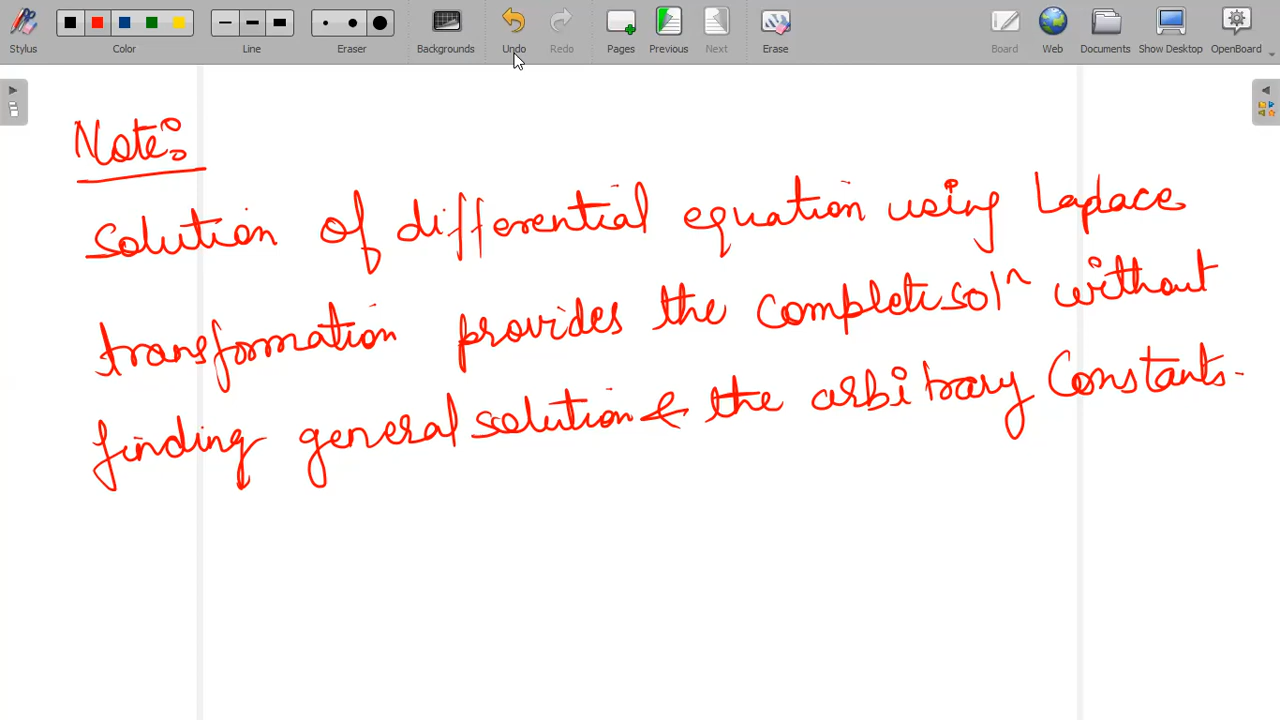 Stylus Color Line Eraser Backgrounds Undo Redo Pages Previous Next Erase Board Web Documents Show Desktop OpenBoard
Note:
Solution of differential equation using Laplace
transformation provides the complete solⁿ without
finding general solution & the arbitrary Constants.